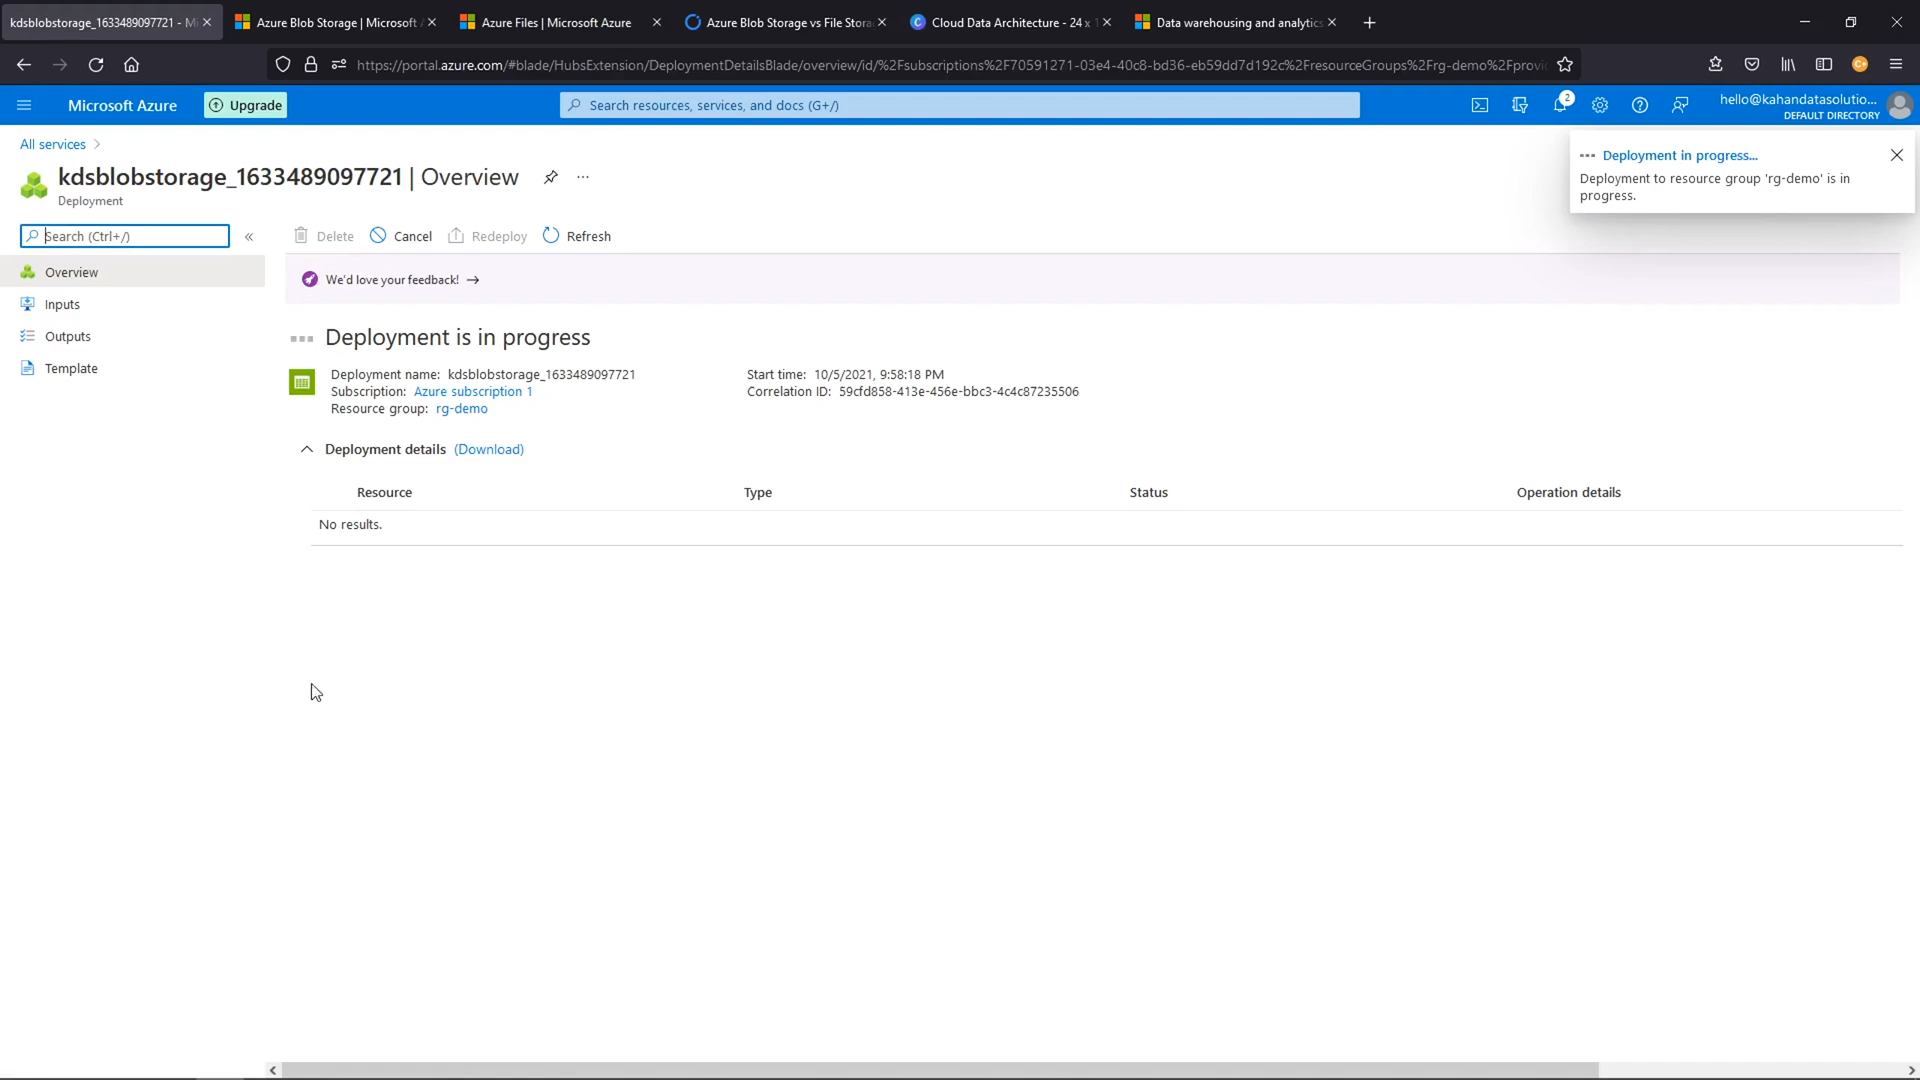 kdsblobstorage_1633489097721 - Mi
Azure Blob Storage | Microsoft A
Azure Files | Microsoft Azure
Azure Blob Storage vs File Storag
Cloud Data Architecture - 24 x 1
Data warehousing and analytics
https://portal.azure.com/#blade/HubsExtension/DeploymentDetailsBlade/overview/id/%2Fsubscriptions%2F70591271-03e4-40c8-bd36-eb59dd7d192c%2FresourceGroups%2Frg-demo%2Fprovi
Microsoft Azure
Upgrade
Search resources, services, and docs (G+/)
2
hello@kahandatasolutio...
DEFAULT DIRECTORY
All services
Deployment in progress...
Deployment to resource group 'rg-demo' is in
progress.
kdsblobstorage_1633489097721 | Overview
Deployment
Search (Ctrl+/)
Delete
Cancel
Redeploy
Refresh
Overview
Inputs
Outputs
Template
We'd love your feedback!
Deployment is in progress
Deployment name: kdsblobstorage_1633489097721
Subscription: Azure subscription 1
Resource group: rg-demo
Start time: 10/5/2021, 9:58:18 PM
Correlation ID: 59cfd858-413e-456e-bbc3-4c4c87235506
Deployment details (Download)
Resource
Type
Status
Operation details
No results.